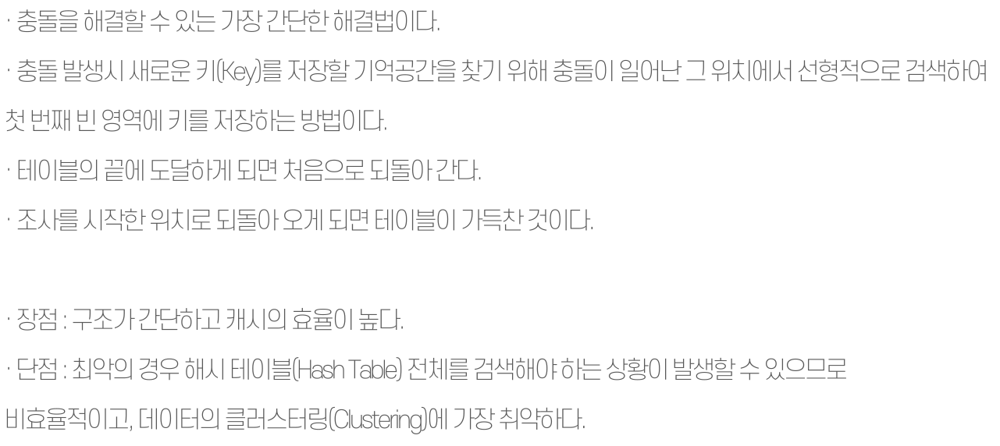 · 충돌을 해결할 수 있는 가장 간단한 해결법이다.
· 충돌 발생시 새로운 키(Key)를 저장할 기억공간을 찾기 위해 충돌이 일어난 그 위치에서 선형적으로 검색하여
첫 번째 빈 영역에 키를 저장하는 방법이다.
· 테이블의 끝에 도달하게 되면 처음으로 되돌아 간다.
· 조사를 시작한 위치로 되돌아 오게 되면 테이블이 가득찬 것이다.
· 장점 : 구조가 간단하고 캐시의 효율이 높다.
· 단점 : 최악의 경우 해시 테이블(Hash Table) 전체를 검색해야 하는 상황이 발생할 수 있으므로
비효율적이고, 데이터의 클러스터링(Clustering)에 가장 취약하다.